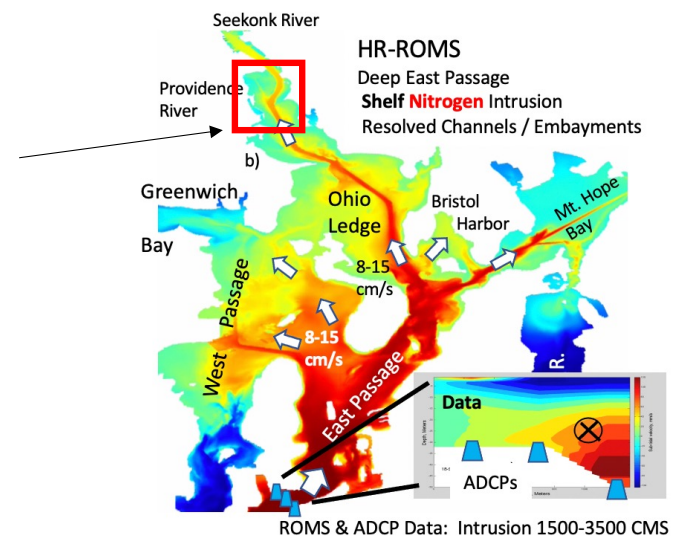 Seekonk River
HR-ROMS
Deep East Passage
Shelf Nitrogen Intrusion
Resolved Channels / Embayments
Providence
River
b)
Greenwich
Bay
Ohio
Ledge
Bristol
Harbor
Mt. Hope
Bay
8-15
cm/s
West Passage
8-15
cm/s
East Passage
R.
Data
ADCPs
ROMS & ADCP Data: Intrusion 1500-3500 CMS